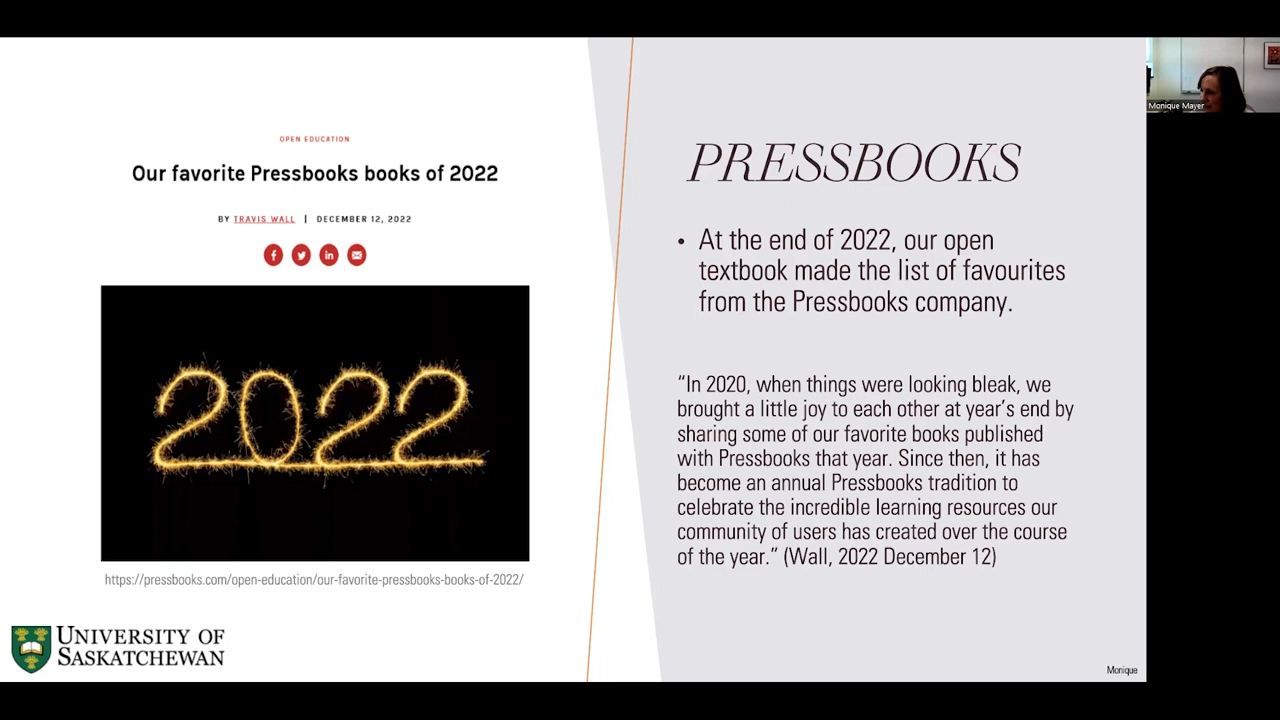 OPEN EDUCATION
Our favorite Pressbooks books of 2022
BY TRAVIS WALL | DECEMBER 12, 2022
2022
https://pressbooks.com/open-education/our-favorite-pressbooks-books-of-2022/
UNIVERSITY OF
SASKATCHEWAN
PRESSBOOKS
• At the end of 2022, our open
textbook made the list of favourites
from the Pressbooks company.
“In 2020, when things were looking bleak, we
brought a little joy to each other at year’s end by
sharing some of our favorite books published
with Pressbooks that year. Since then, it has
become an annual Pressbooks tradition to
celebrate the incredible learning resources our
community of users has created over the course
of the year.” (Wall, 2022 December 12)
Monique
Monique Mayer